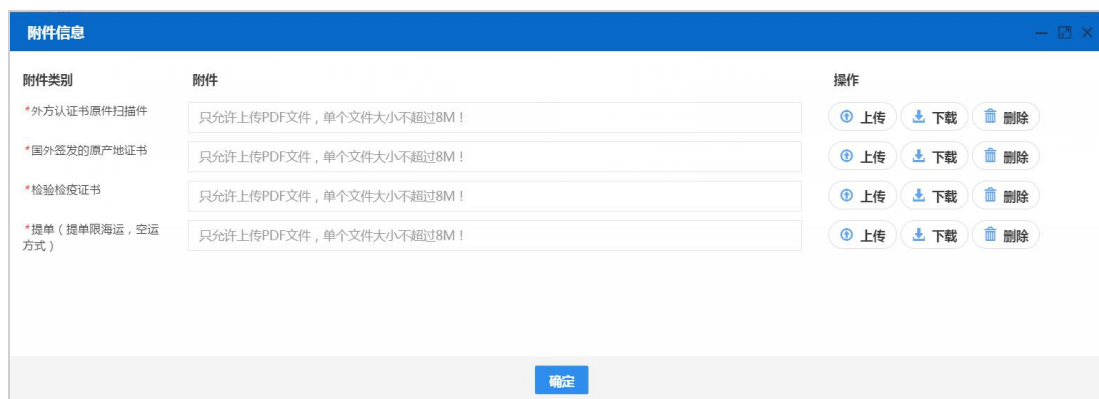 附件信息
附件类别 附件 操作
*外方认证书原件扫描件 只允许上传PDF文件，单个文件大小不超过8M！ 上传 下载 删除
*国外签发的原产地证书 只允许上传PDF文件，单个文件大小不超过8M！ 上传 下载 删除
*检验检疫证书 只允许上传PDF文件，单个文件大小不超过8M！ 上传 下载 删除
*提单（提单限海运，空运 只允许上传PDF文件，单个文件大小不超过8M！ 上传 下载 删除
方式）
确定